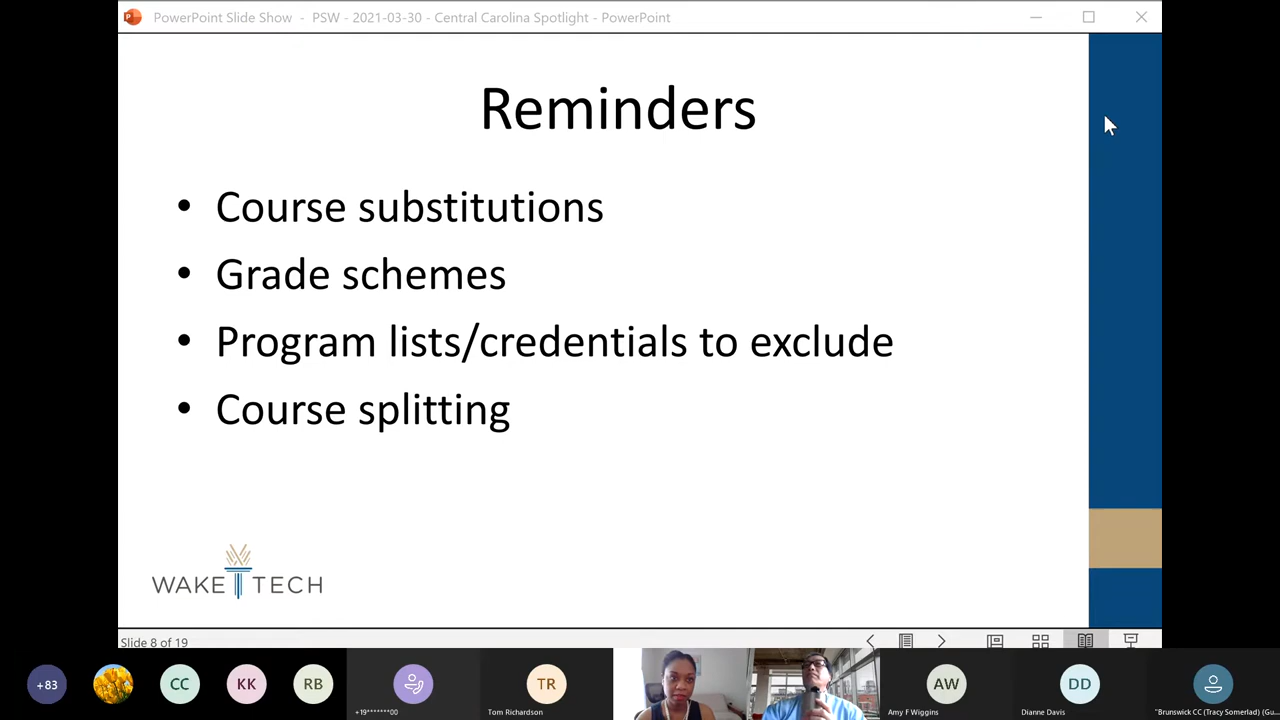 PowerPoint Slide Show - PSW - 2021-03-30 - Central Carolina Spotlight - PowerPoint
Reminders
• Course substitutions
• Grade schemes
• Program lists/credentials to exclude
• Course splitting
WAKE TECH
Slide 8 of 19
+83
CC
KK
RB
TR
AW
DD
+19*******00
Tom Richardson
Amy F Wiggins
Dianne Davis
"Brunswick CC (Tracy Somerlad) (Gu...